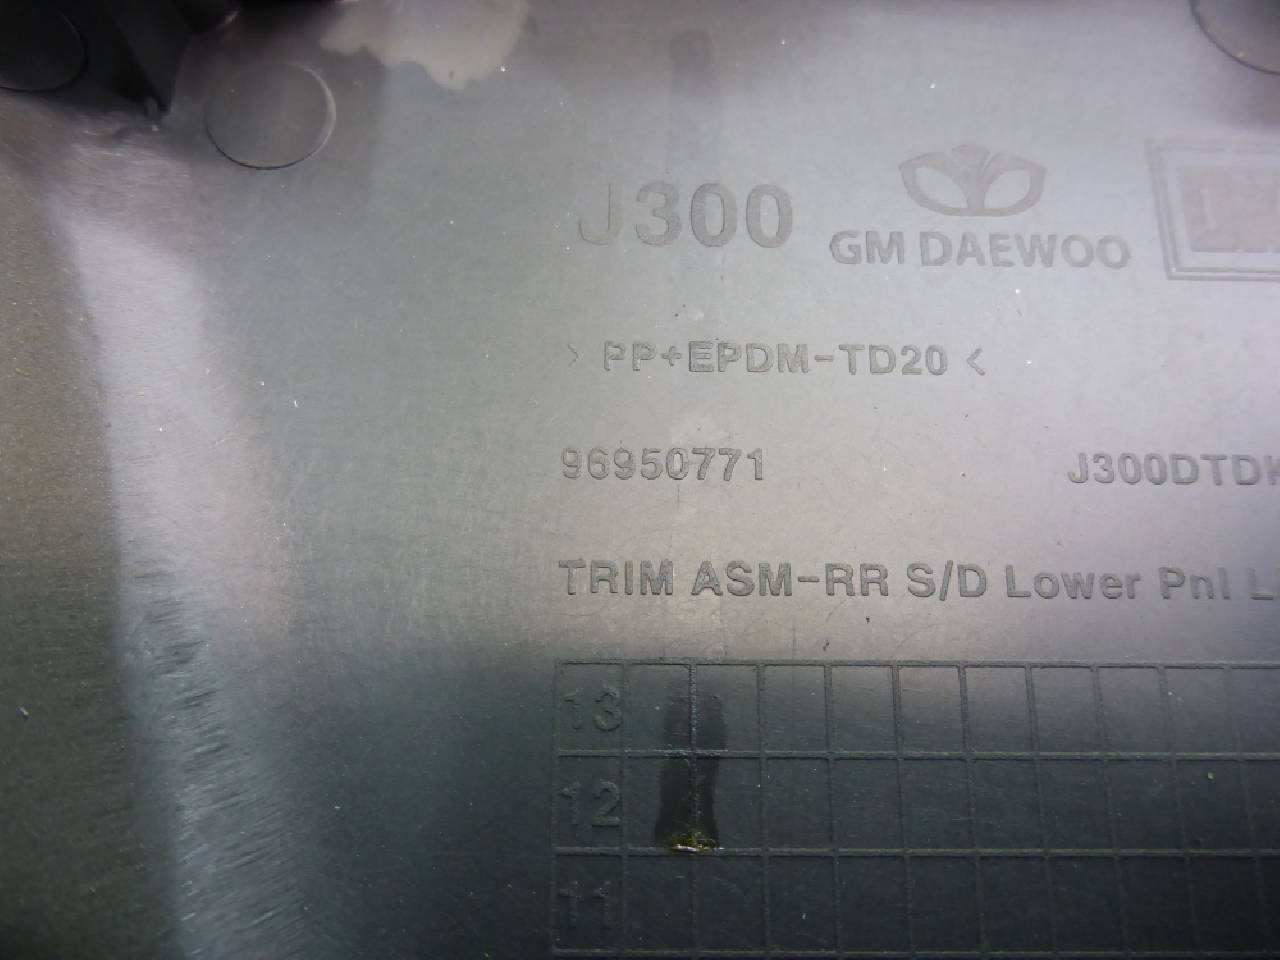 J300
GM DAEWOO
> PP+EPDM-TD20 <
96950771
J300DTDK
TRIM ASM-RR S/D Lower Pnl L
13
12
11